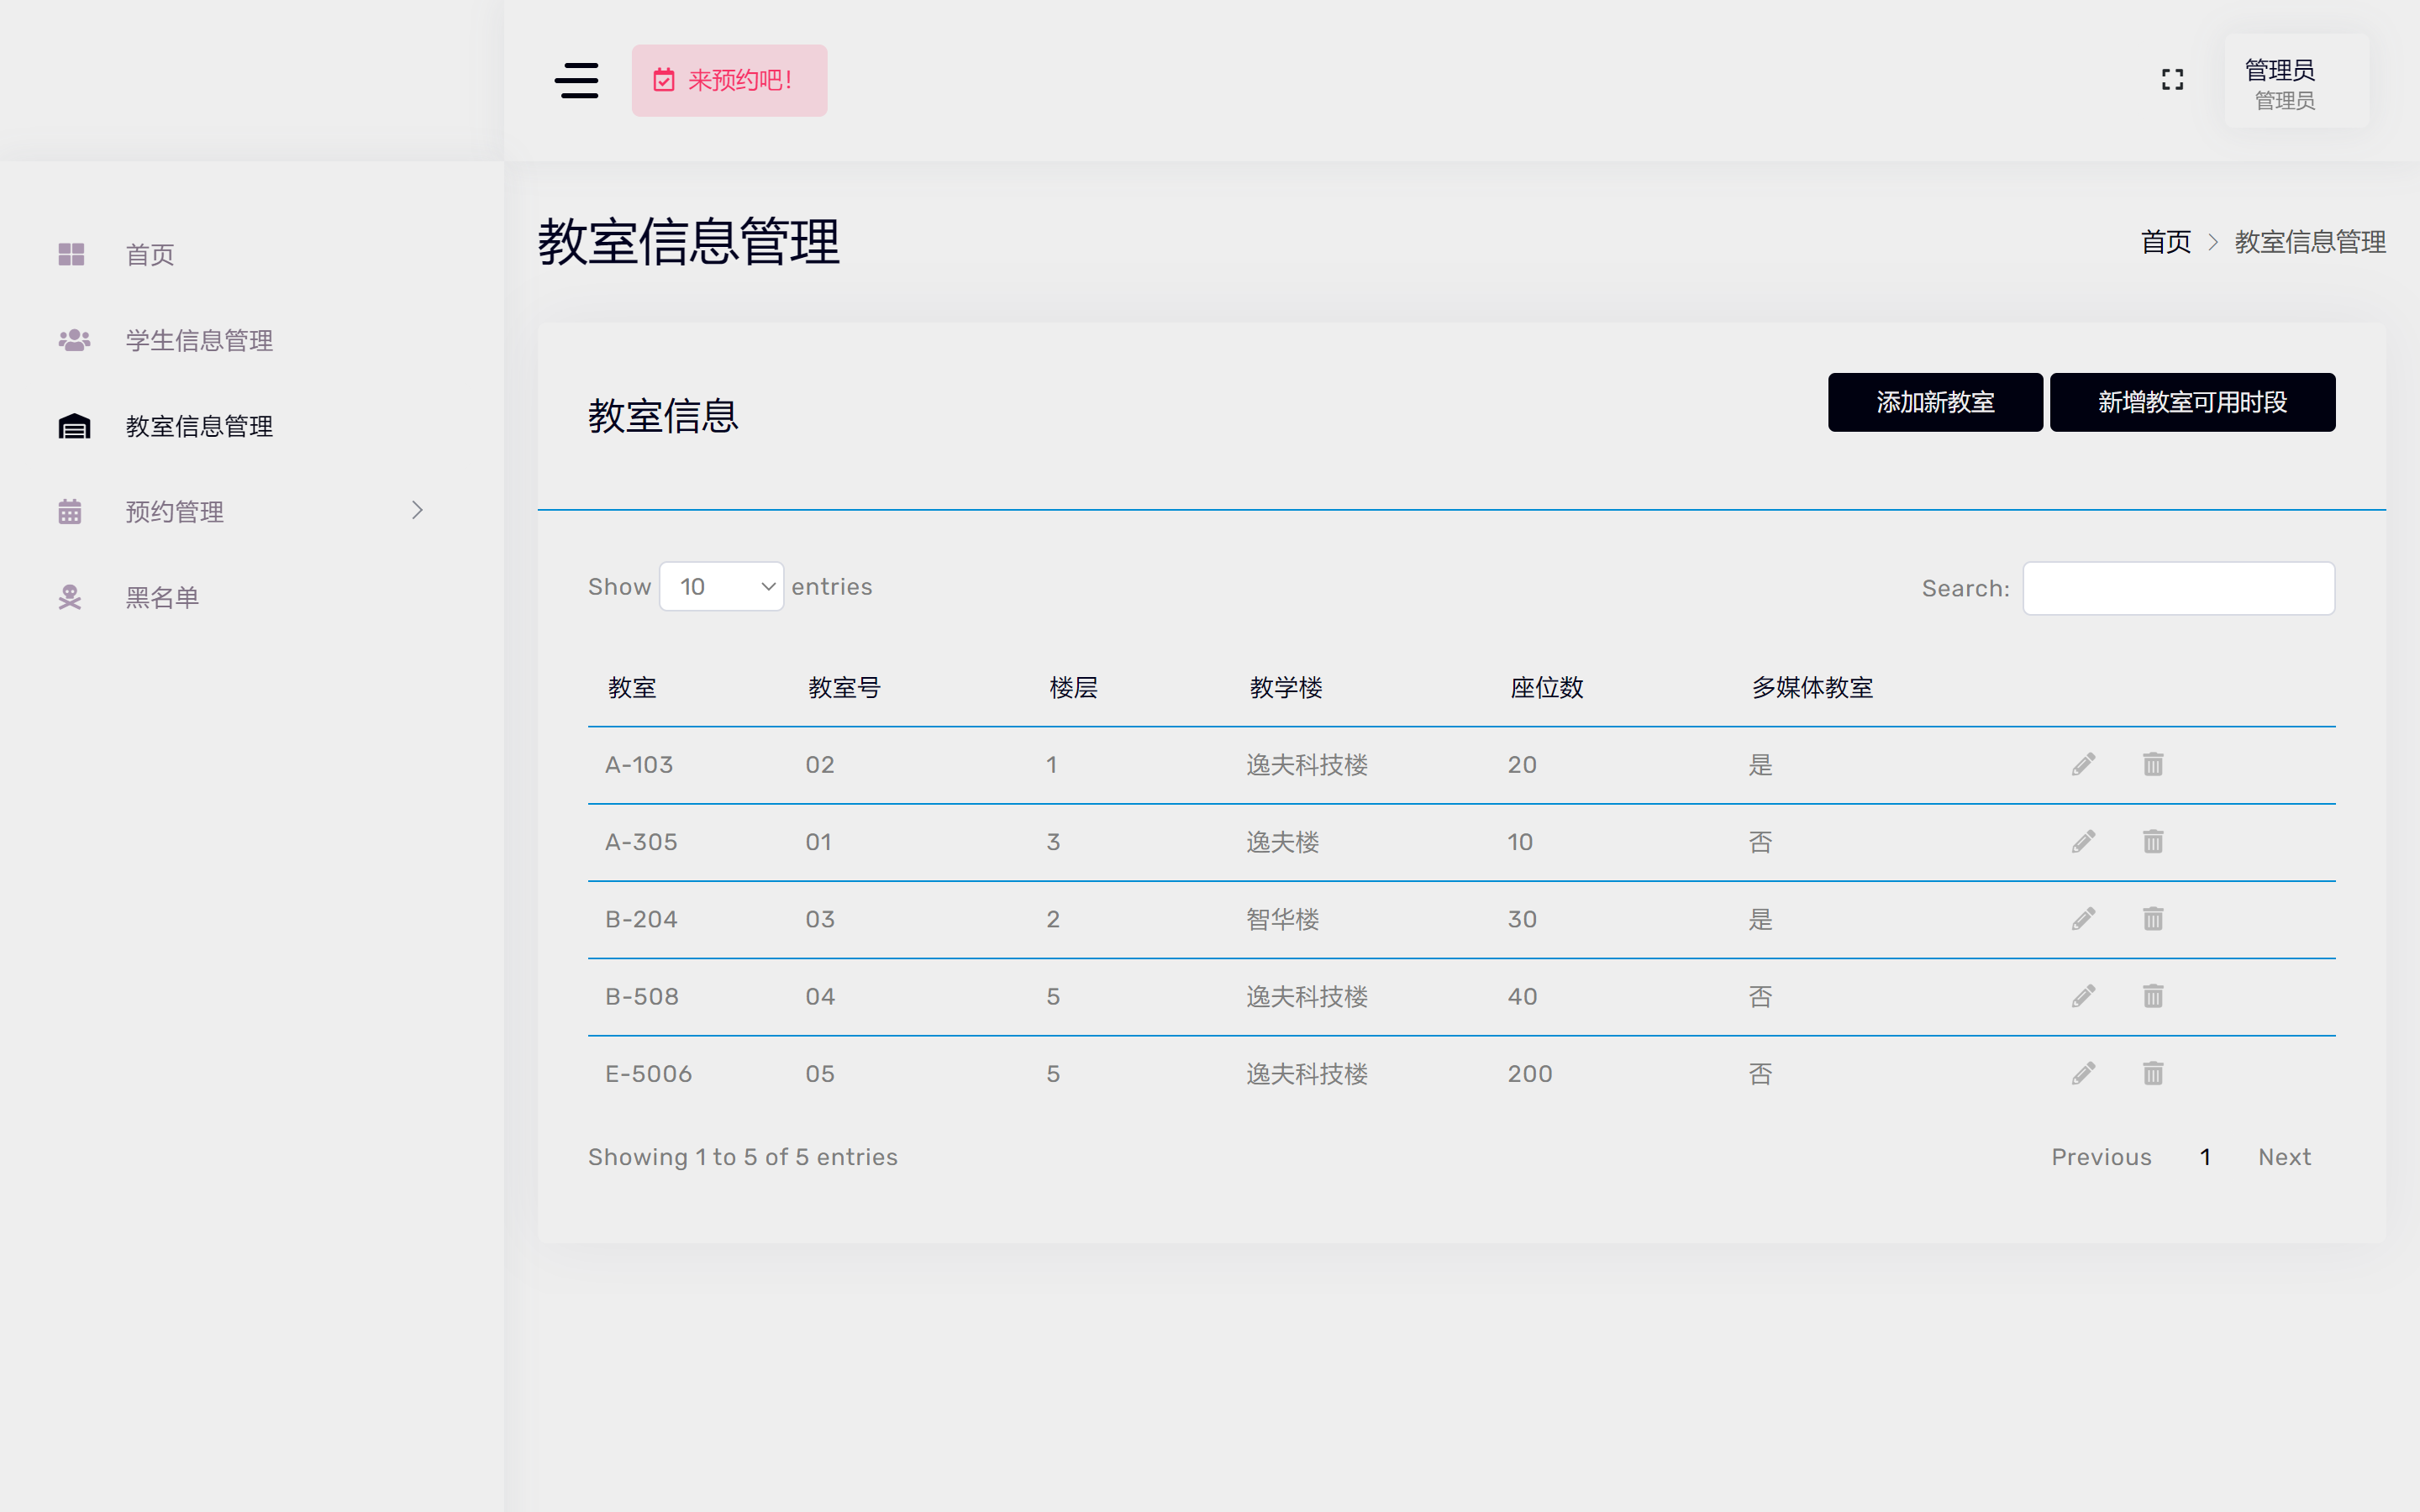 来预约吧！
管理员
管理员
首页
学生信息管理
教室信息管理
预约管理
黑名单
教室信息管理
首页 > 教室信息管理
教室信息
添加新教室 新增教室可用时段
Show 10 entries
Search:
教室 教室号 楼层 教学楼 座位数 多媒体教室
A-103 02 1 逸夫科技楼 20 是
A-305 01 3 逸夫楼 10 否
B-204 03 2 智华楼 30 是
B-508 04 5 逸夫科技楼 40 否
E-5006 05 5 逸夫科技楼 200 否
Showing 1 to 5 of 5 entries
Previous 1 Next